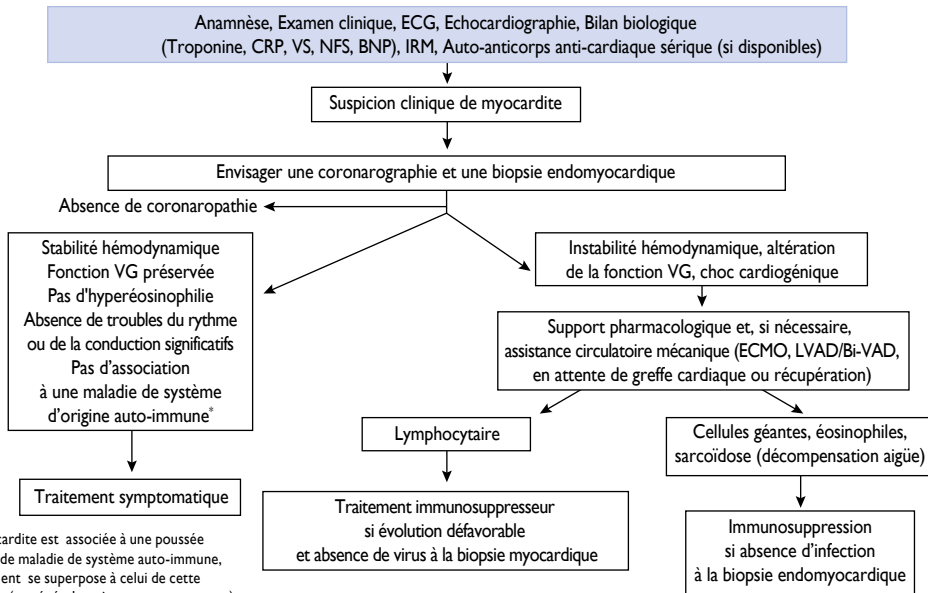 Anamnèse, Examen clinique, ECG, Echocardiographie, Bilan biologique
(Troponine, CRP, VS, NFS, BNP), IRM, Auto-anticorps anti-cardiaque sérique (si disponibles)
Suspicion clinique de myocardite
Envisager une coronarographie et une biopsie endomyocardique
Absence de coronaropathie
Stabilité hémodynamique
Fonction VG préservée
Pas d'hyperéosinophilie
Absence de troubles du rythme
ou de la conduction significatifs
Pas d'association
à une maladie de système
d'origine auto-immune*
Traitement symptomatique
Instabilité hémodynamique, altération
de la fonction VG, choc cardiogénique
Support pharmacologique et, si nécessaire,
assistance circulatoire mécanique (ECMO, LVAD/Bi-VAD,
en attente de greffe cardiaque ou récupération)
Lymphocytaire
Traitement immunosuppresseur
si évolution défavorable
et absence de virus à la biopsie myocardique
Cellules géantes, éosinophiles,
sarcoïdose (décompensation aigüe)
Immunosuppression
si absence d'infection
à la biopsie endomyocardique
cardite est associée à une poussée
de maladie de système auto-immune,
ent se superpose à celui de cette